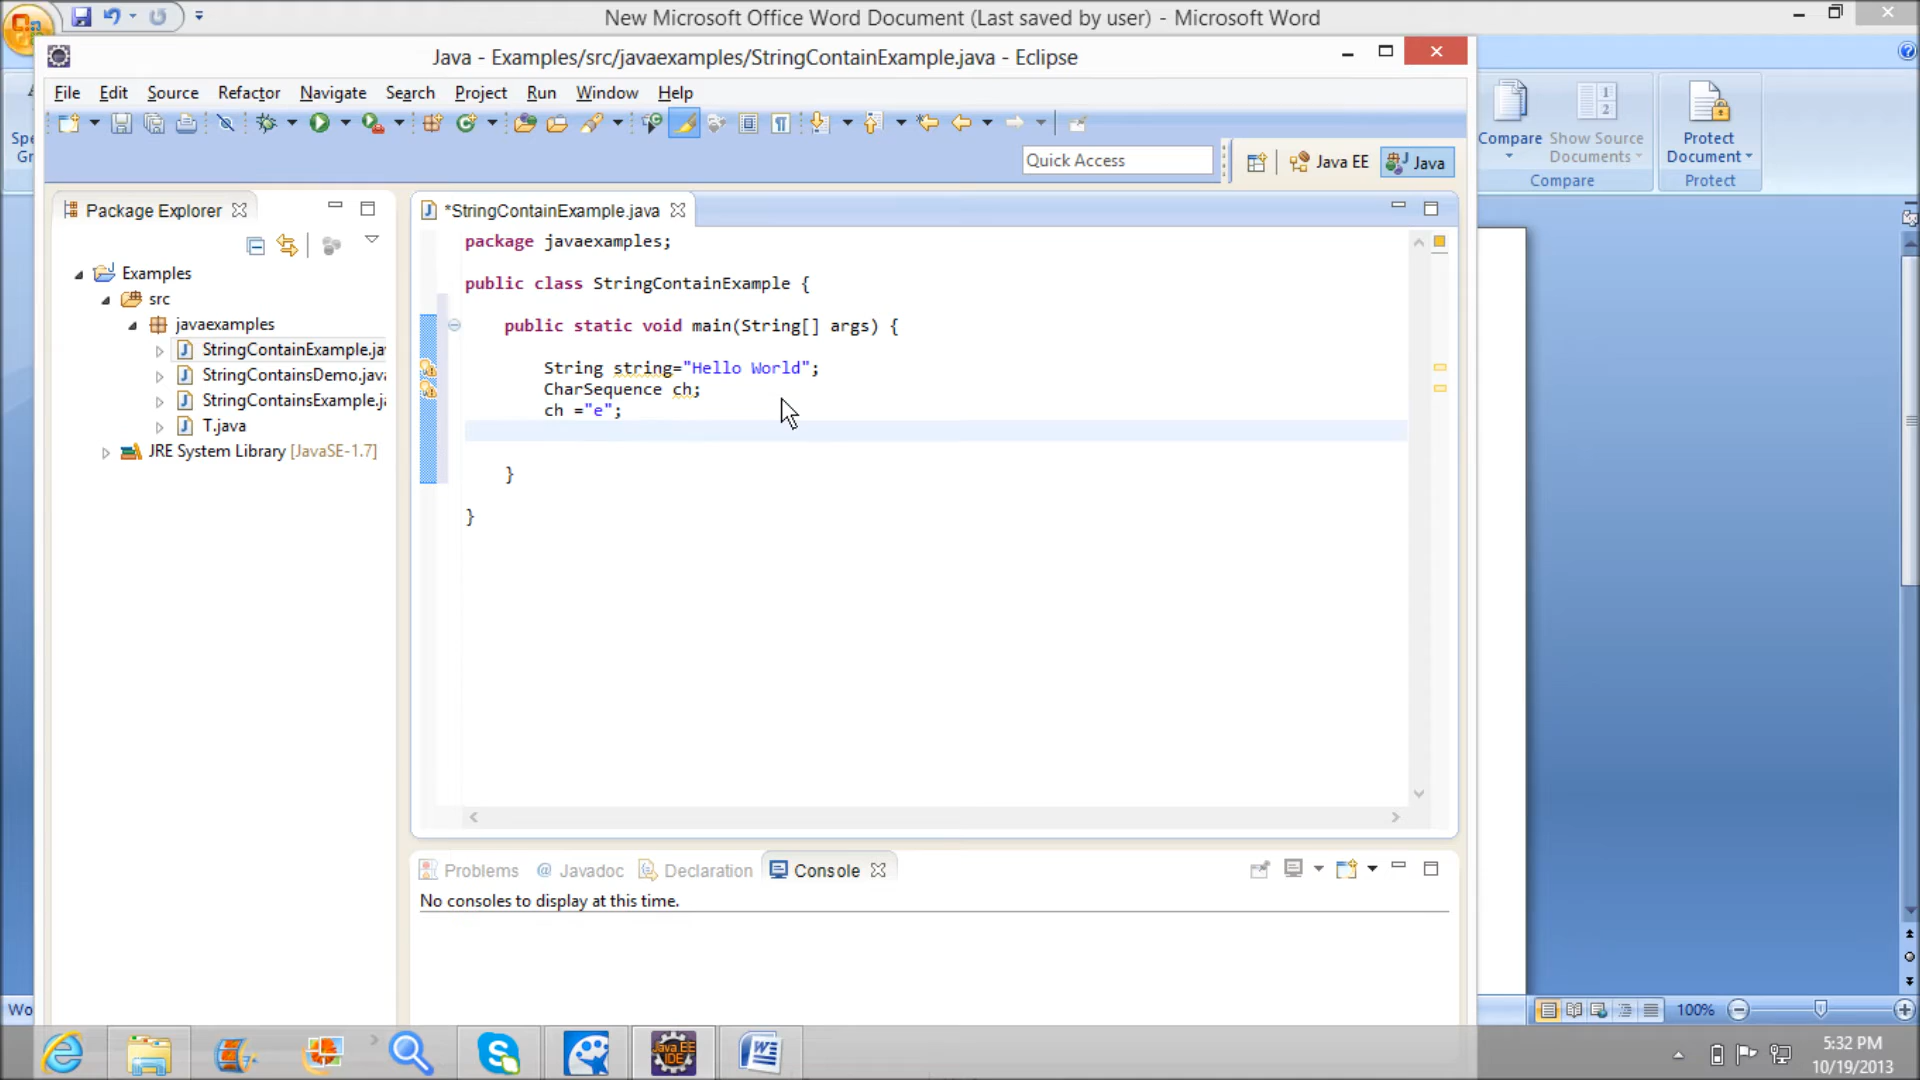 New Microsoft Office Word Document (Last saved by user) - Microsoft Word
Java - Examples/src/javaexamples/StringContainExample.java - Eclipse
File Edit Source Refactor Navigate Search Project Run Window Help
Quick Access
Java EE
Java
Compare
Show Source
Documents
Compare
Protect
Document
Protect
Package Explorer
Examples
src
javaexamples
StringContainExample.ja
StringContainsDemo.java
StringContainsExample.j
T.java
JRE System Library [JavaSE-1.7]
*StringContainExample.java
package javaexamples;
public class StringContainExample {
public static void main(String[] args) {
String string="Hello World";
CharSequence ch;
ch ="e";
}
}
Problems @ Javadoc Declaration Console
No consoles to display at this time.
Wo
100%
Java EE
IDE
5:32 PM
10/19/2013